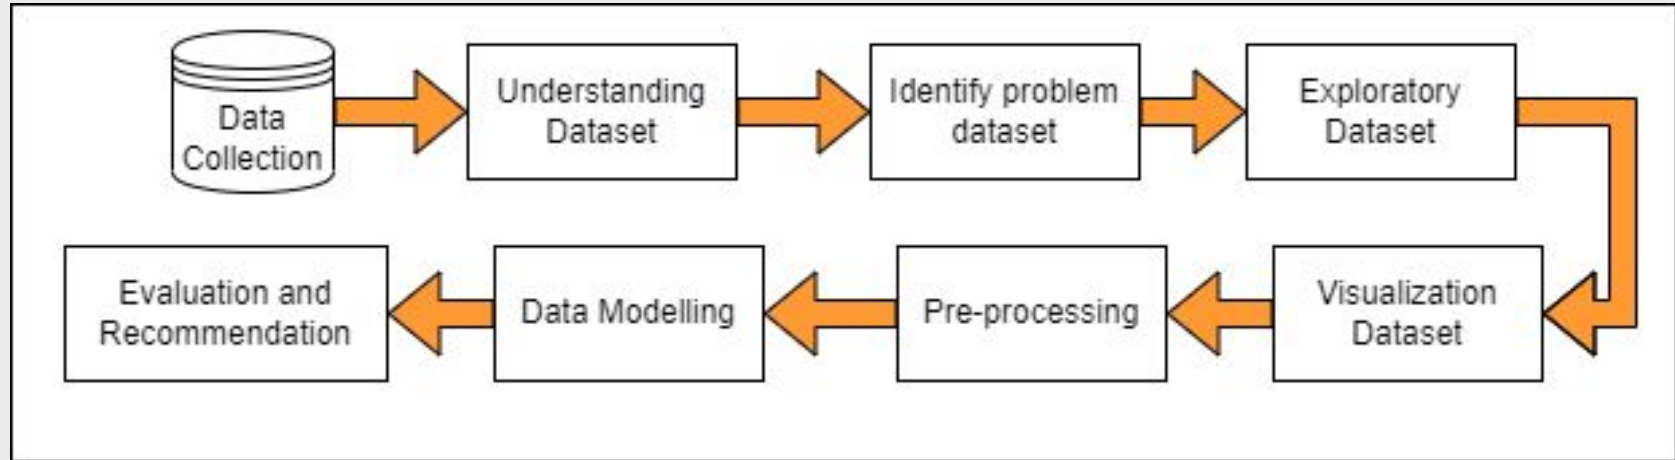 Data
Collection
Understanding
Dataset
Identify problem
dataset
Exploratory
Dataset
Visualization
Dataset
Pre-processing
Data Modelling
Evaluation and
Recommendation